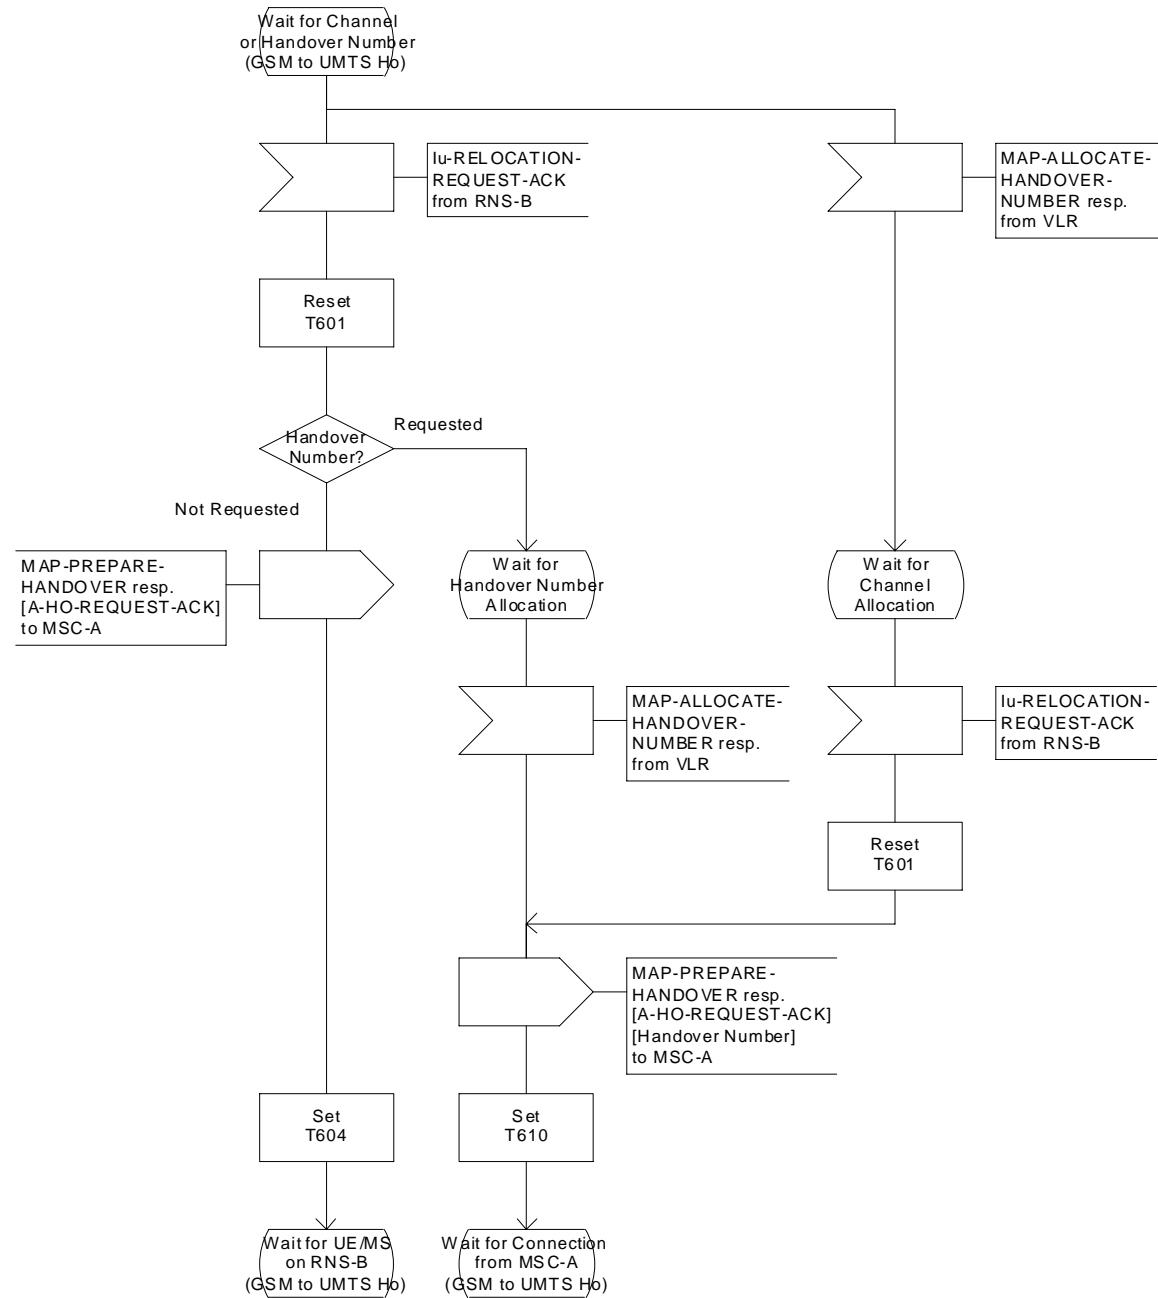 Wait for Channel
or Handover Number
(GSM to UMTS Ho)
Iu-RELOCATION-
REQUEST-ACK
from RNS-B
MAP-ALLOCATE-
HANDOVER-
NUMBER resp.
from VLR
Reset
T601
Handover
Number?
Requested
Not Requested
MAP-PREPARE-
HANDOVER resp.
[A-HO-REQUEST-ACK]
to MSC-A
Wait for
Handover Number
Allocation
Wait for
Channel
Allocation
MAP-ALLOCATE-
HANDOVER-
NUMBER resp.
from VLR
Iu-RELOCATION-
REQUEST-ACK
from RNS-B
Reset
T601
MAP-PREPARE-
HANDOVER resp.
[A-HO-REQUEST-ACK]
[Handover Number]
to MSC-A
Set
T604
Set
T610
Wait for UE/MS
on RNS-B
(GSM to UMTS Ho)
Wait for Connection
from MSC-A
(GSM to UMTS Ho)